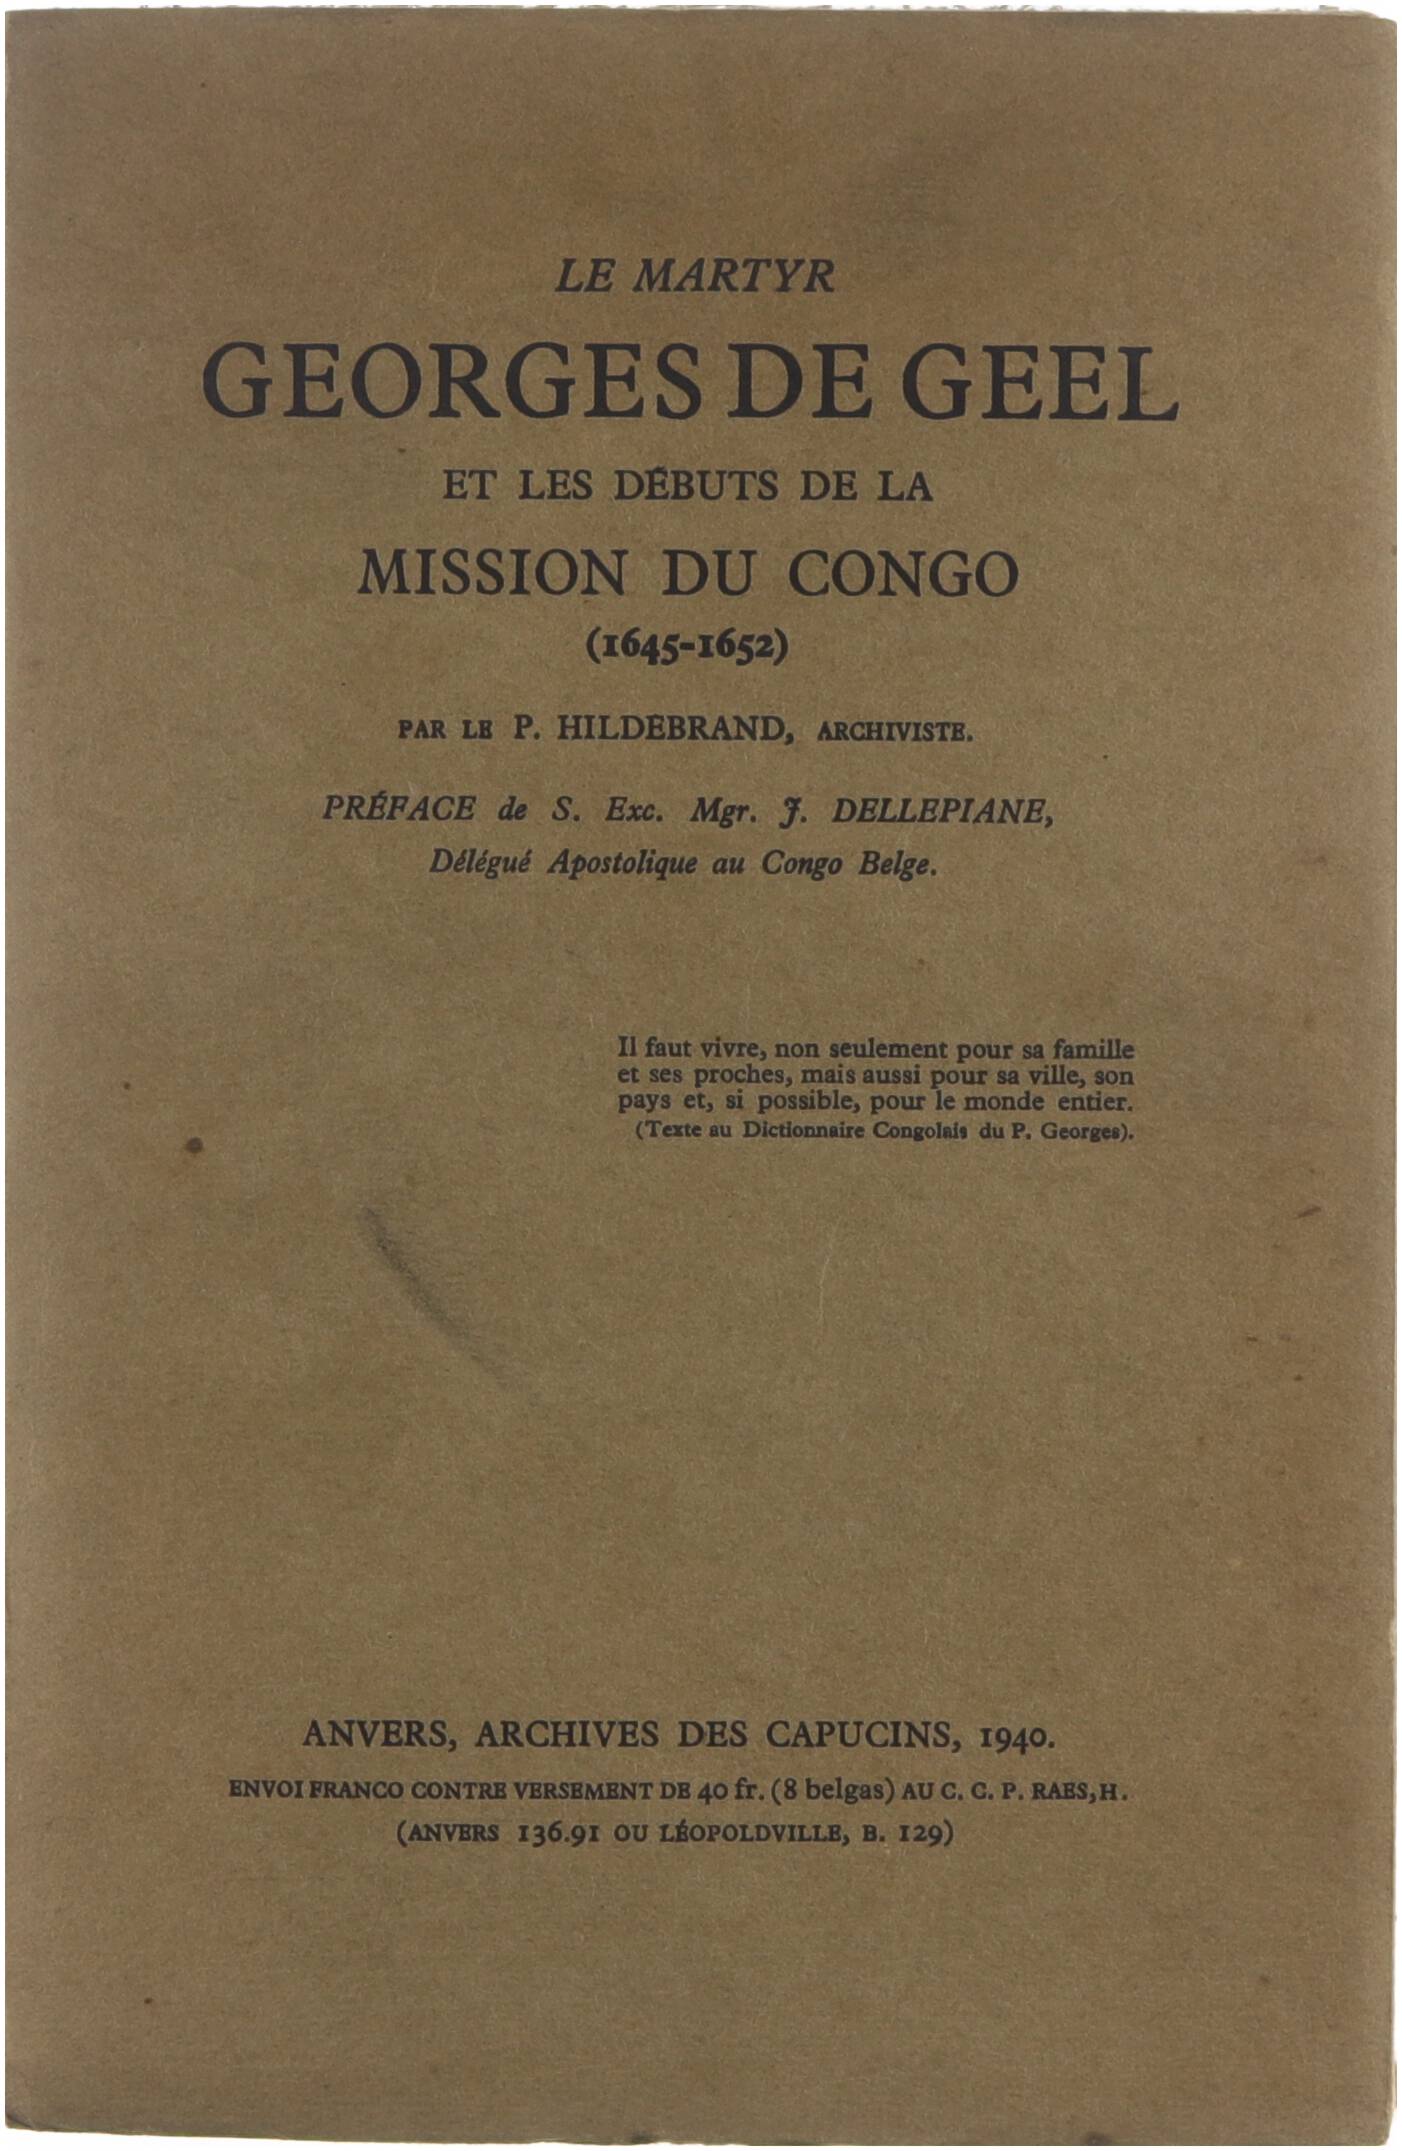 LE MARTYR
GEORGES DE GEEL
ET LES DÉBUTS DE LA
MISSION DU CONGO
(1645-1652)
PAR LE P. HILDEBRAND, ARCHIVISTE.
PRÉFACE de S. Exc. Mgr. J. DELLEPIANE,
Délégué Apostolique au Congo Belge.
Il faut vivre, non seulement pour sa famille
et ses proches, mais aussi pour sa ville, son
pays et, si possible, pour le monde entier.
(Texte au Dictionnaire Congolais du P. Georges).
ANVERS, ARCHIVES DES CAPUCINS, 1940.
ENVOI FRANCO CONTRE VERSEMENT DE 40 fr. (8 belgas) AU C. C. P. RAES, H.
(ANVERS 136.91 OU LÉOPOLDVILLE, B. 129)